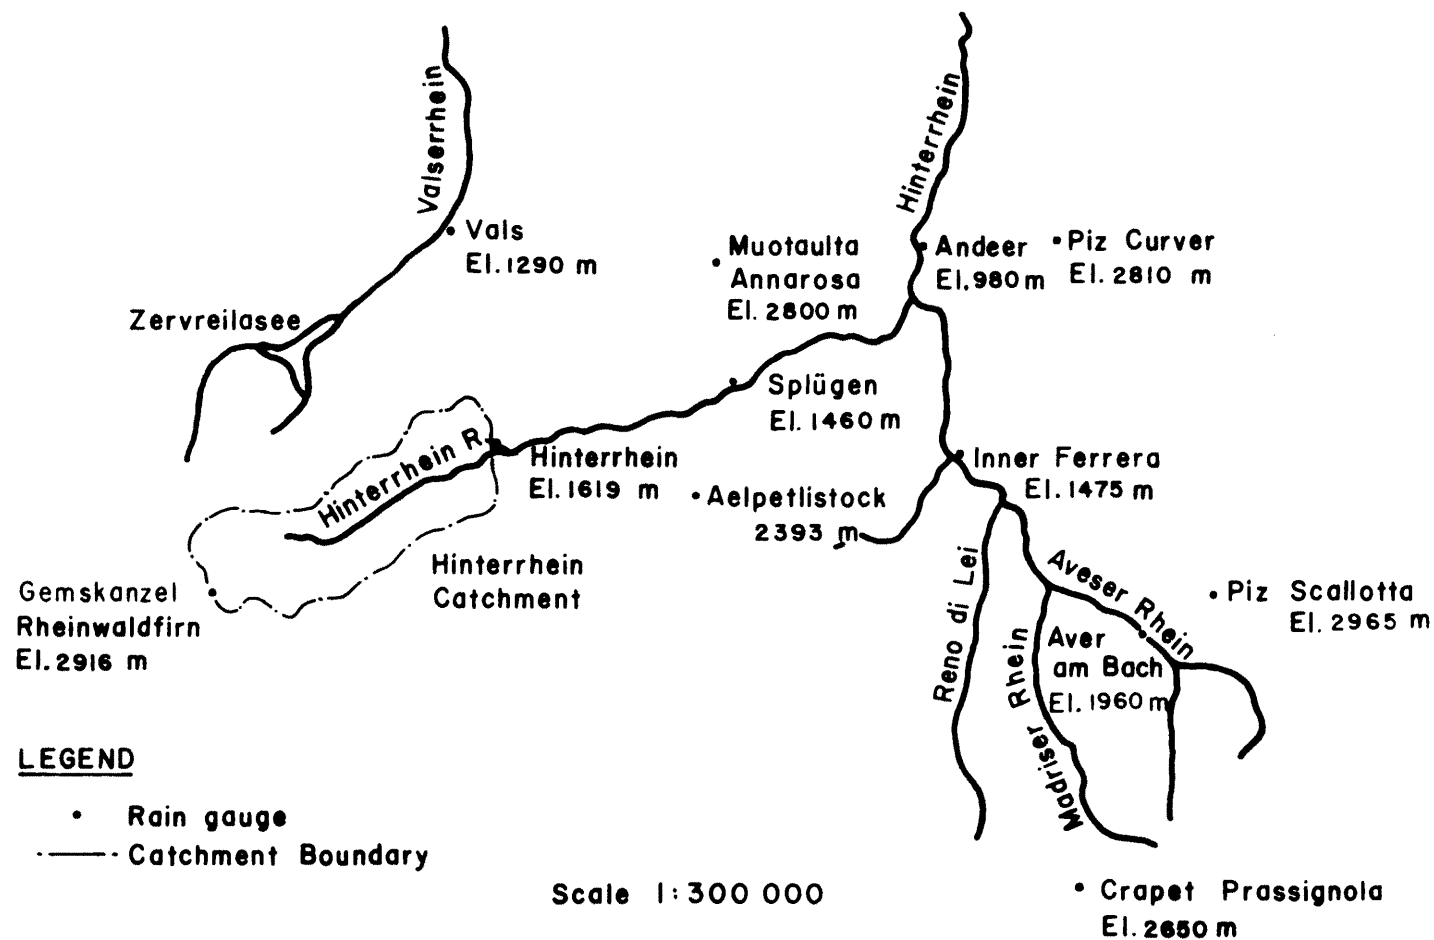 Valserrhein
Hinterrhein
Vals
El. 1290 m
Muotaulta
Annarosa
El. 2800 m
Andeer
El. 980 m
Piz Curver
El. 2810 m
Zervreilasee
Splügen
El. 1460 m
Hinterrhein R.
Hinterrhein
El. 1619 m
Inner Ferrera
El. 1475 m
Aelpetlistock
2393 m
Hinterrhein
Catchment
Gemskanzel
Rheinwaldfirn
El. 2916 m
Reno di Lei
Aveser Rhein
Piz Scallotta
El. 2965 m
Aver
am Bach
El. 1960 m
Madriser Rhein
LEGEND
Rain gauge
Catchment Boundary
Scale 1:300 000
Crapet Prassignola
El. 2650 m